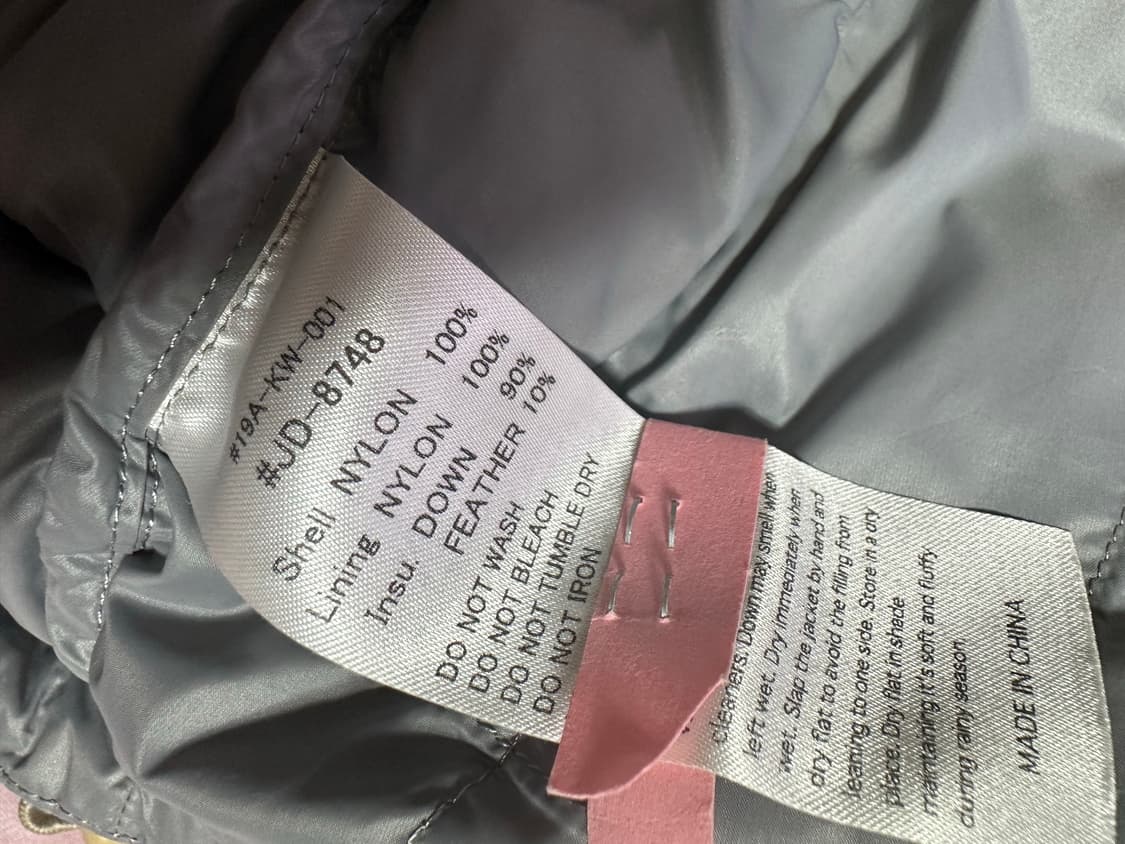 #19A-KW-001
#JD-8748
Shell NYLON 100%
Lining NYLON 100%
Insu. DOWN 90%
FEATHER 10%
DO NOT WASH
DO NOT BLEACH
DO NOT TUMBLE DRY
DO NOT IRON
cleaners. Down may smell when
left wet. Dry immediately when
wet. Slap the jacket by hand and
dry flat to avoid the filling from
leaning to one side. Store in a dry
place. Dry flat in shade
maintaining it's soft and fluffy
during rainy season
MADE IN CHINA